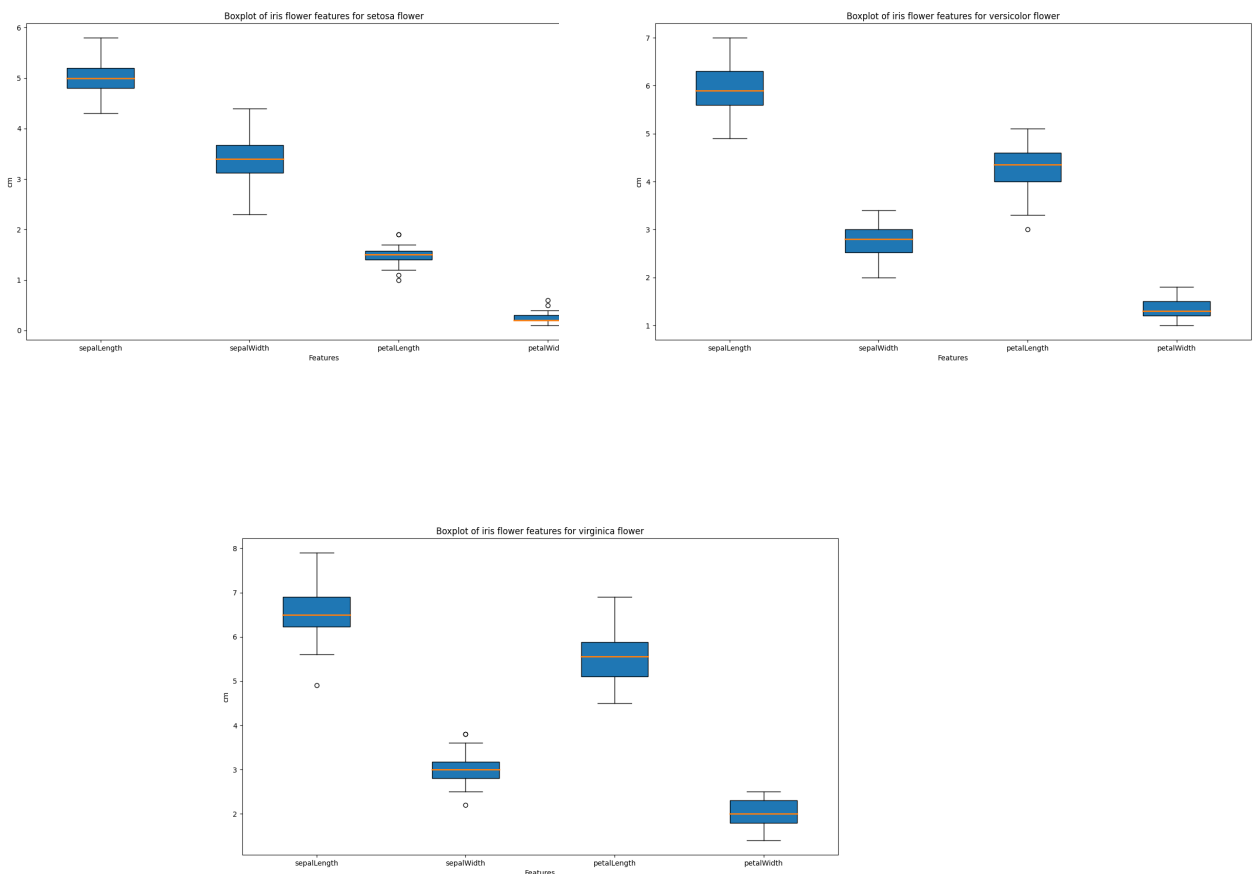 Boxplot of iris flower features for setosa flower
6
5
4
3
2
1
0
cm
sepalLength
sepalWidth
petalLength
petalWid
Features
Boxplot of iris flower features for versicolor flower
7
6
5
4
3
2
1
cm
sepalLength
sepalWidth
petalLength
petalWidth
Features
Boxplot of iris flower features for virginica flower
8
7
6
5
4
3
2
cm
sepalLength
sepalWidth
petalLength
petalWidth
Features